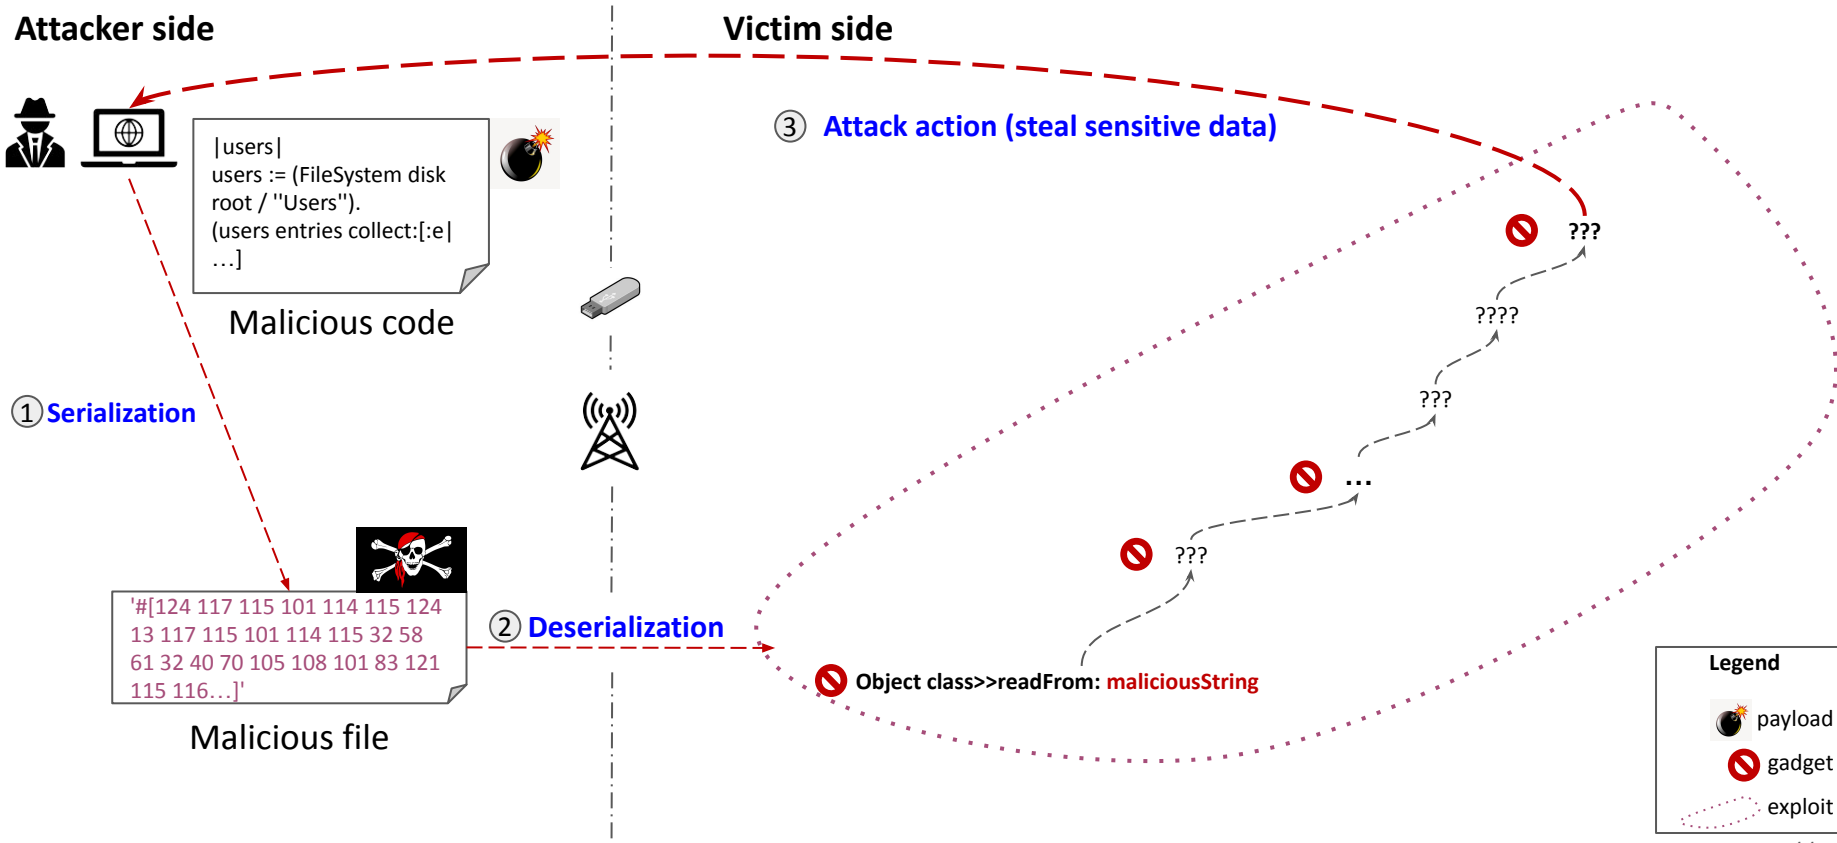 Attacker side
Victim side
|users|
users := (FileSystem disk
root / "Users").
(users entries collect:[:e|
…]
Malicious code
3 Attack action (steal sensitive data)
???
????
???
...
???
1 Serialization
'#[124 117 115 101 114 115 124
13 117 115 101 114 115 32 58
61 32 40 70 105 108 101 83 121
115 116…]'
Malicious file
2 Deserialization
Object class>>readFrom: maliciousString
Legend
payload
gadget
exploit